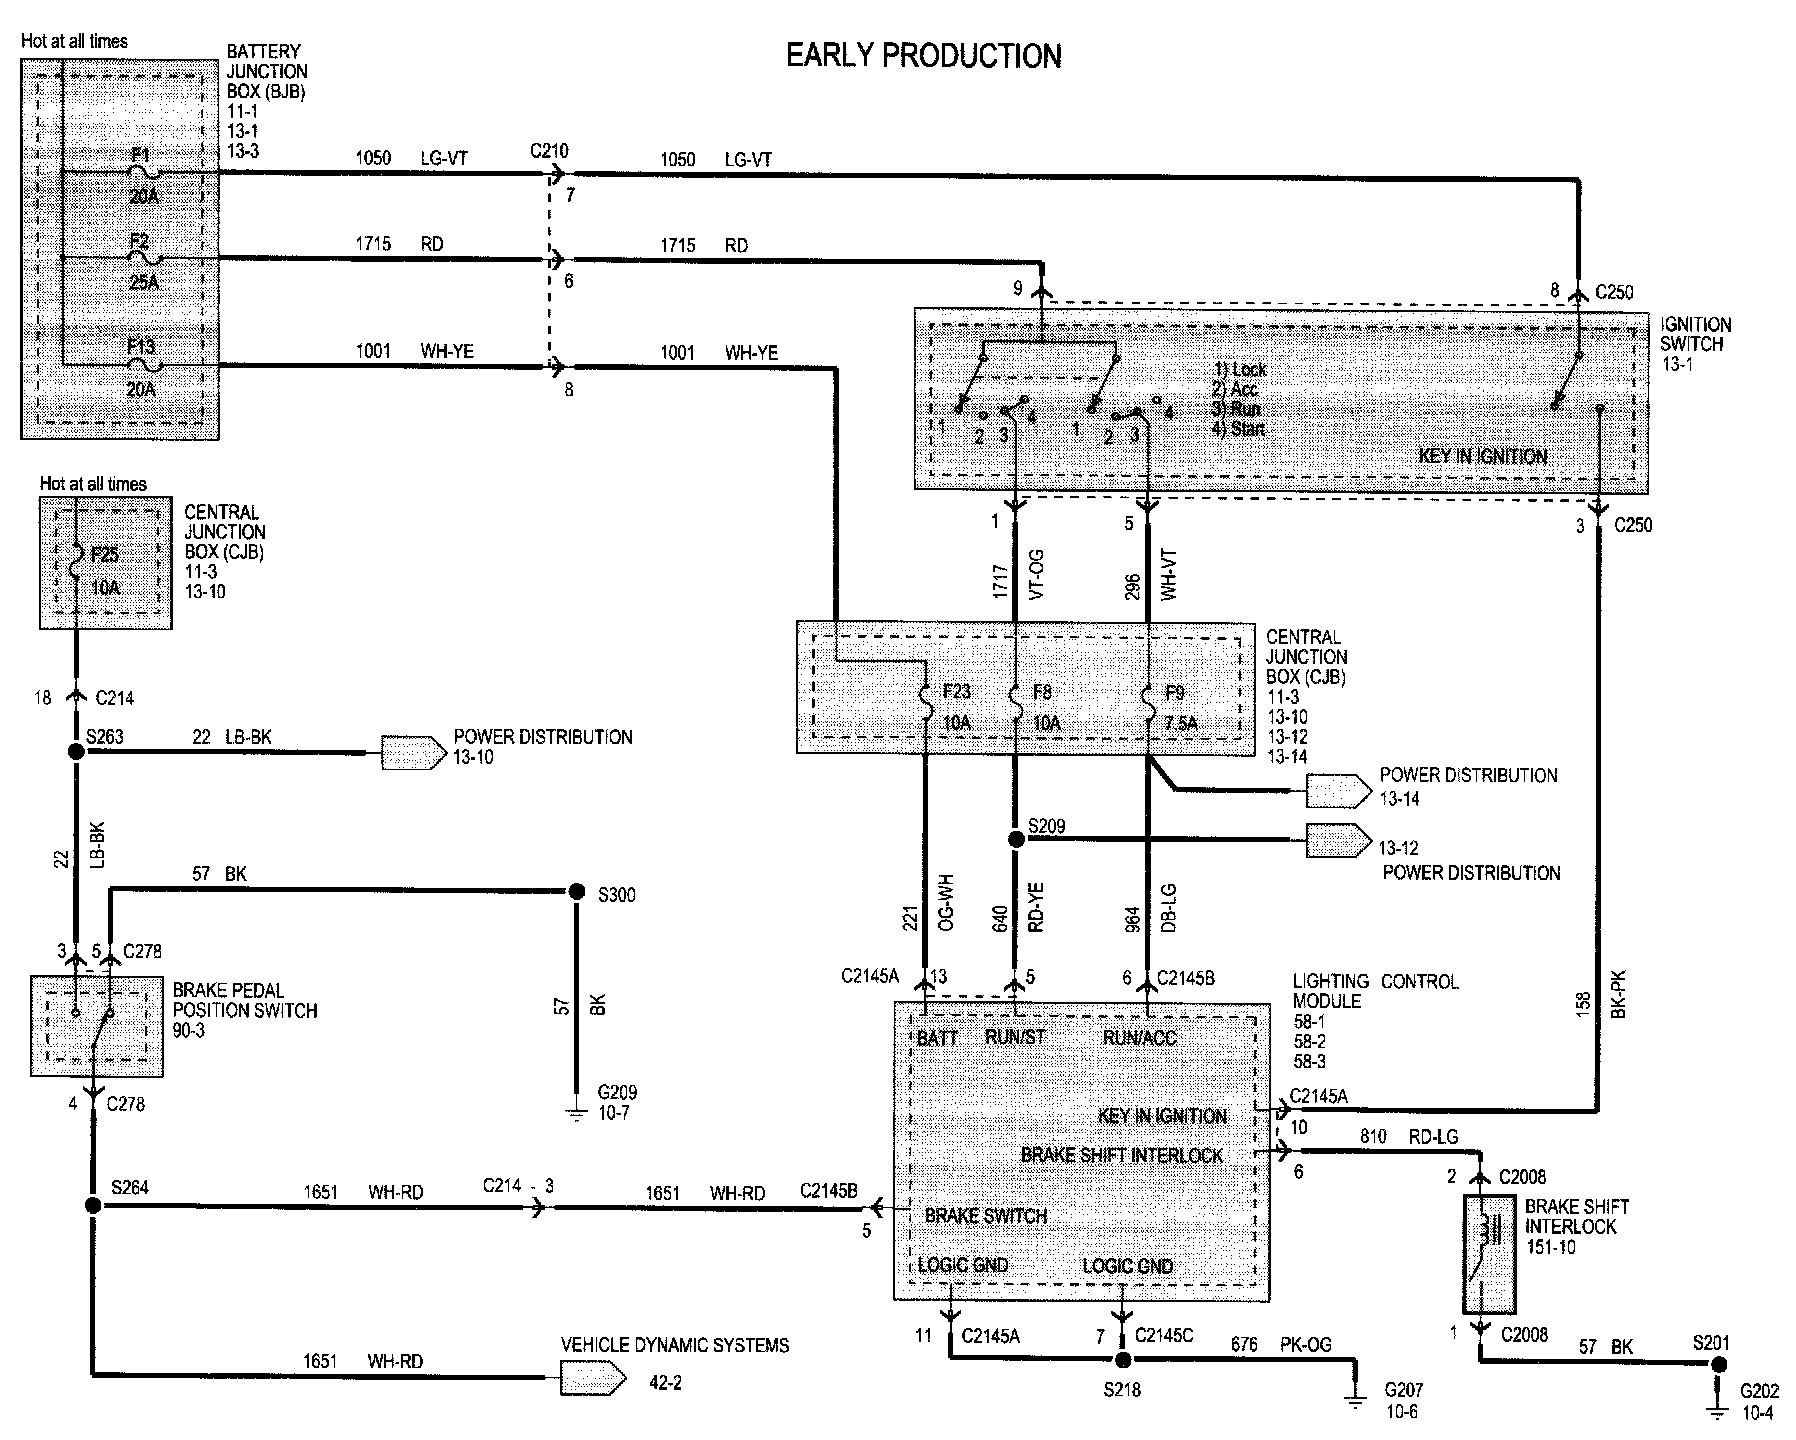 EARLY PRODUCTION
Hot at all times
BATTERY
JUNCTION
BOX (BJB)
11-1
13-1
13-3
F1
20A
1050 LG-VT
C210
7
1050 LG-VT
F2
25A
1715 RD
6
1715 RD
F13
20A
1001 WH-YE
8
1001 WH-YE
9
8
C250
IGNITION
SWITCH
13-1
1) Lock
2) Acc
3) Run
4) Start
1
2
3
4
1
2
3
4
KEY IN IGNITION
1
5
3
C250
1717
VT-OG
296
WH-VT
Hot at all times
F25
10A
CENTRAL
JUNCTION
BOX (CJB)
11-3
13-10
18
C214
S263
22 LB-BK
POWER DISTRIBUTION
13-10
22
LB-BK
57 BK
S300
57
BK
G209
10-7
3
5
C278
BRAKE PEDAL
POSITION SWITCH
90-3
4
C278
F23
10A
F8
10A
F9
7.5A
CENTRAL
JUNCTION
BOX (CJB)
11-3
13-10
13-12
13-14
POWER DISTRIBUTION
13-14
S209
13-12
POWER DISTRIBUTION
221
OG-WH
640
RD-YE
964
DB-LG
158
BK-PK
C2145A
13
5
6
C2145B
LIGHTING CONTROL
MODULE
58-1
58-2
58-3
BATT
RUN/ST
RUN/ACC
KEY IN IGNITION
C2145A
10
BRAKE SHIFT INTERLOCK
6
810 RD-LG
2
C2008
BRAKE SHIFT
INTERLOCK
151-10
1
C2008
57 BK
S201
G202
10-4
S264
1651 WH-RD
C214 - 3
1651 WH-RD
C2145B
5
BRAKE SWITCH
LOGIC GND
LOGIC GND
11
C2145A
7
C2145C
676 PK-OG
S218
G207
10-6
1651 WH-RD
VEHICLE DYNAMIC SYSTEMS
42-2